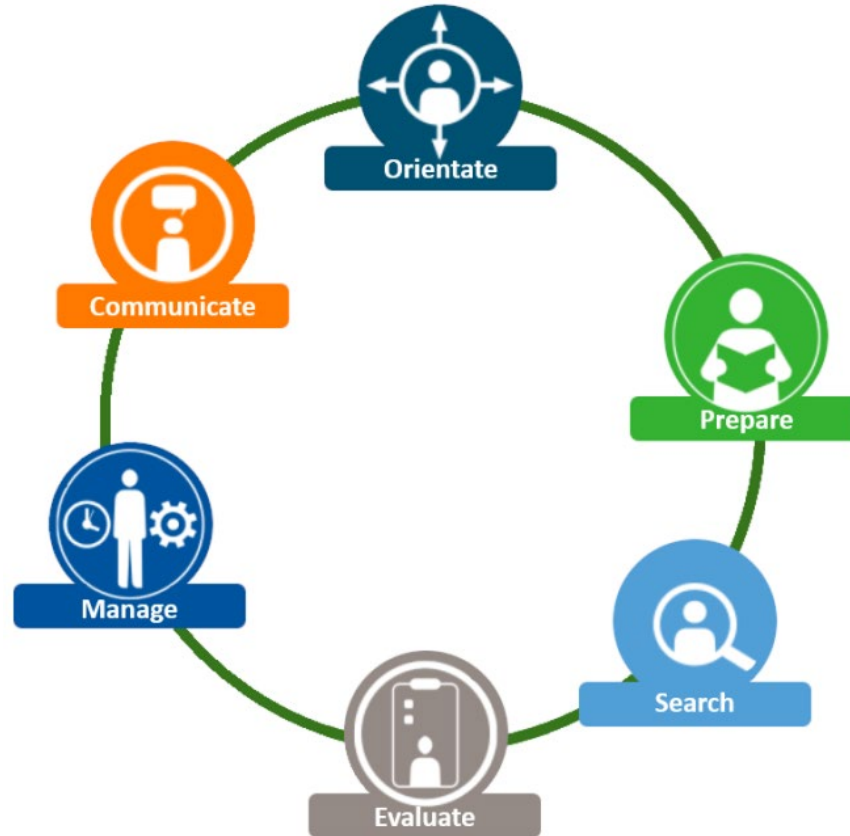 Orientate
Prepare
Search
Evaluate
Manage
Communicate